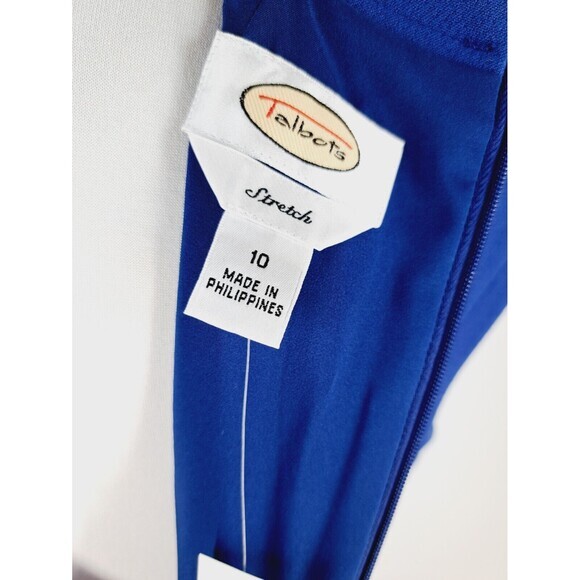 Talbots
Stretch
10
MADE IN
PHILIPPINES